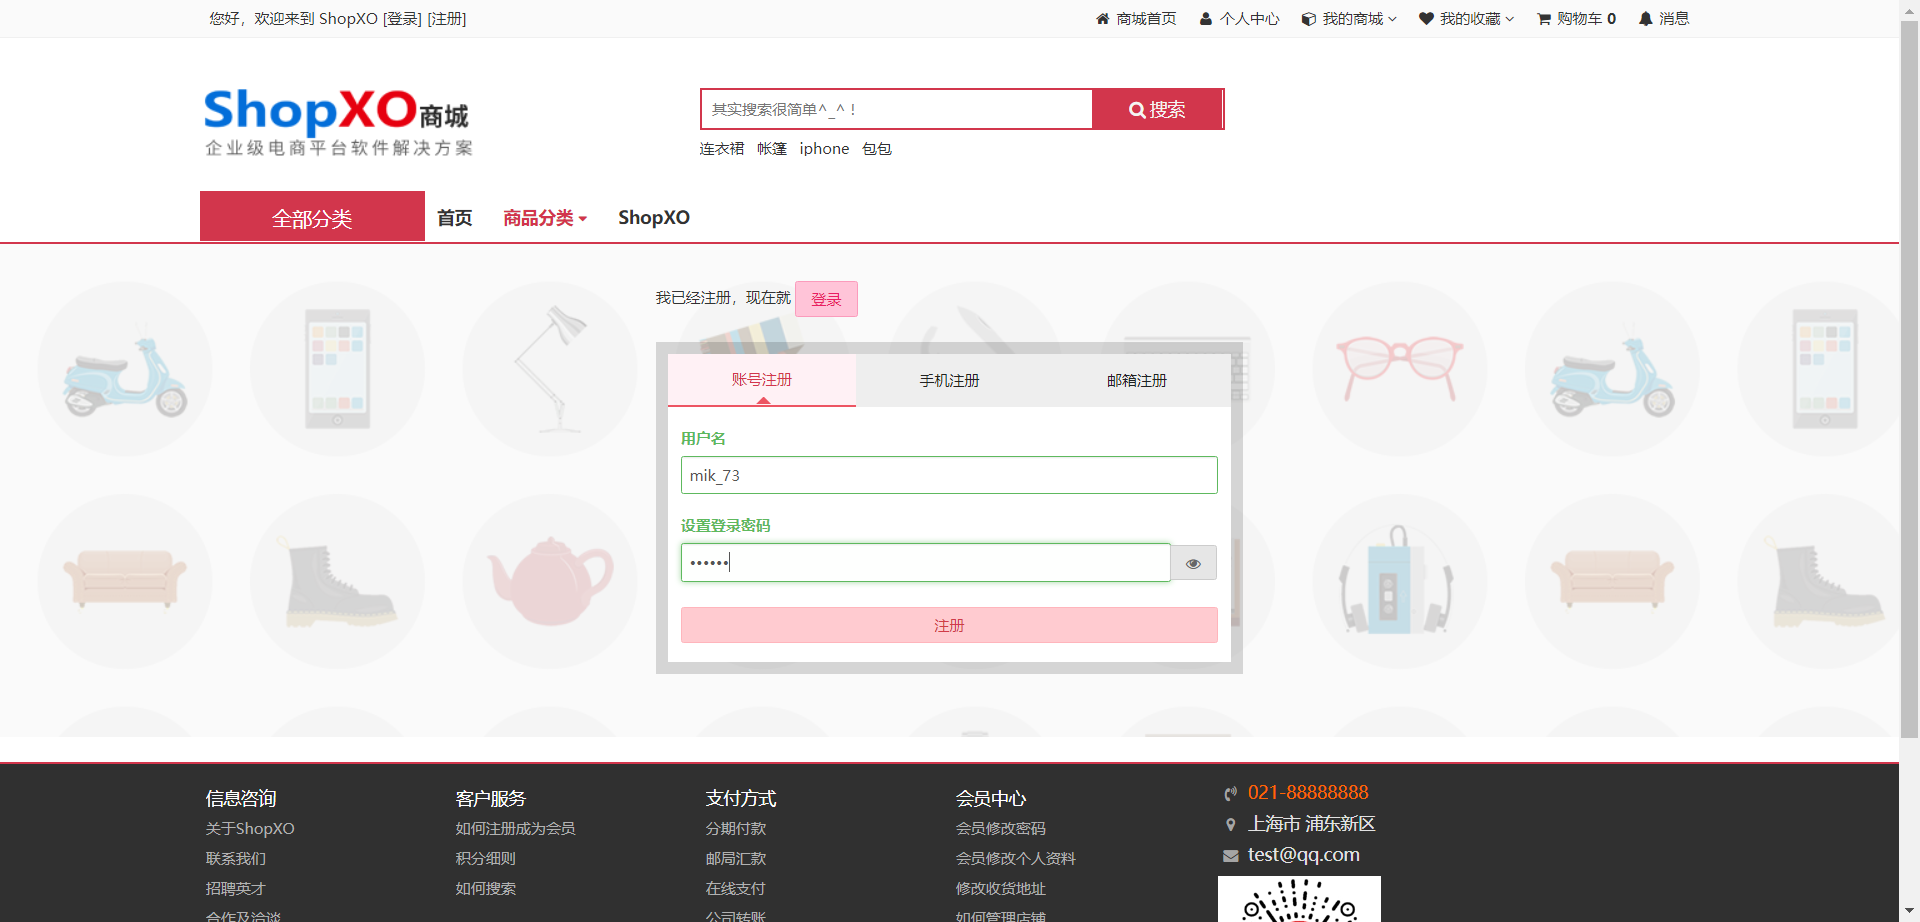 您好，欢迎来到 ShopXO [登录] [注册]
商城首页 个人中心 我的商城 我的收藏 购物车 0 消息
ShopXO商城
企业级电商平台软件解决方案
其实搜索很简单^_^！
搜索
连衣裙 帐篷 iphone 包包
全部分类 首页 商品分类 ShopXO
我已经注册，现在就 登录
账号注册 手机注册 邮箱注册
用户名
mik_73
设置登录密码
••••••
注册
信息咨询
关于ShopXO
联系我们
招聘英才
合作及洽谈
客户服务
如何注册成为会员
积分细则
如何搜索
支付方式
分期付款
邮局汇款
在线支付
公司转账
会员中心
会员修改密码
会员修改个人资料
修改收货地址
如何管理店铺
021-88888888
上海市 浦东新区
test@qq.com